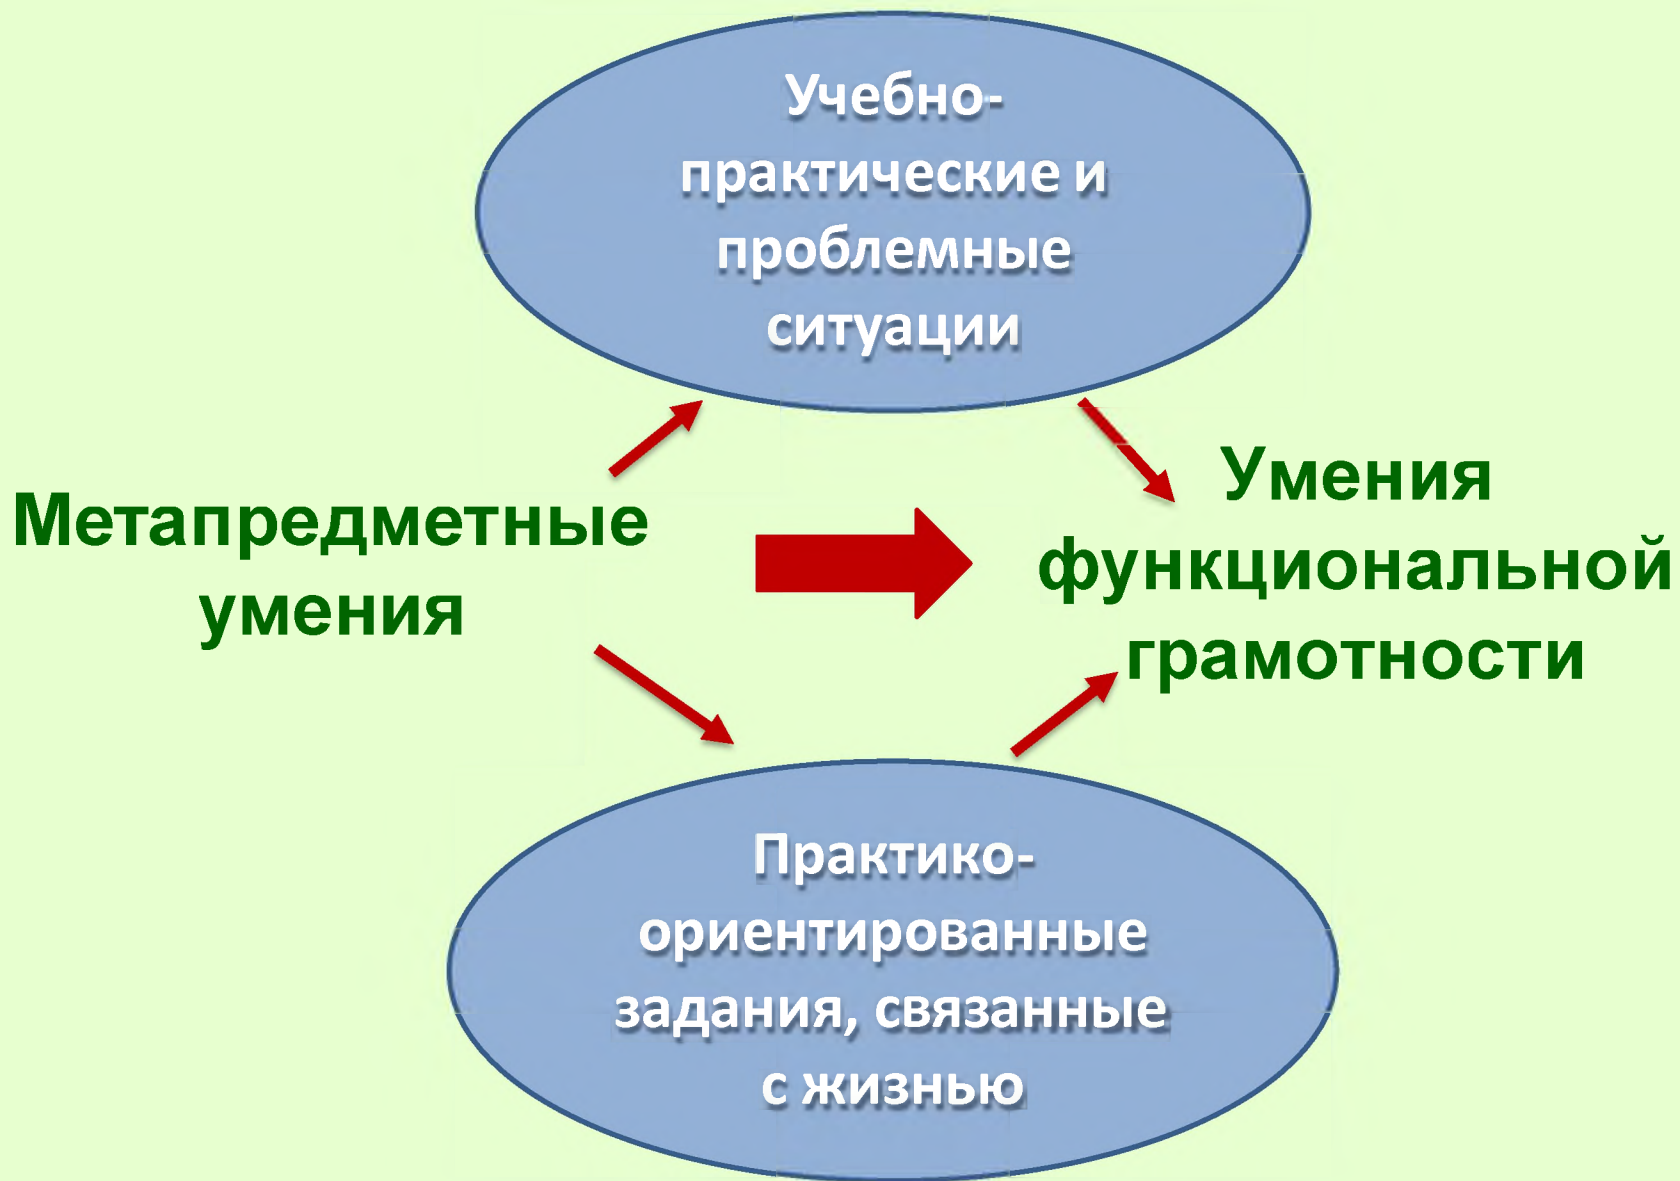 Учебно-
практические и
проблемные
ситуации
Метапредметные
умения
Умения
функциональной
грамотности
Практико-
ориентированные
задания, связанные
с жизнью